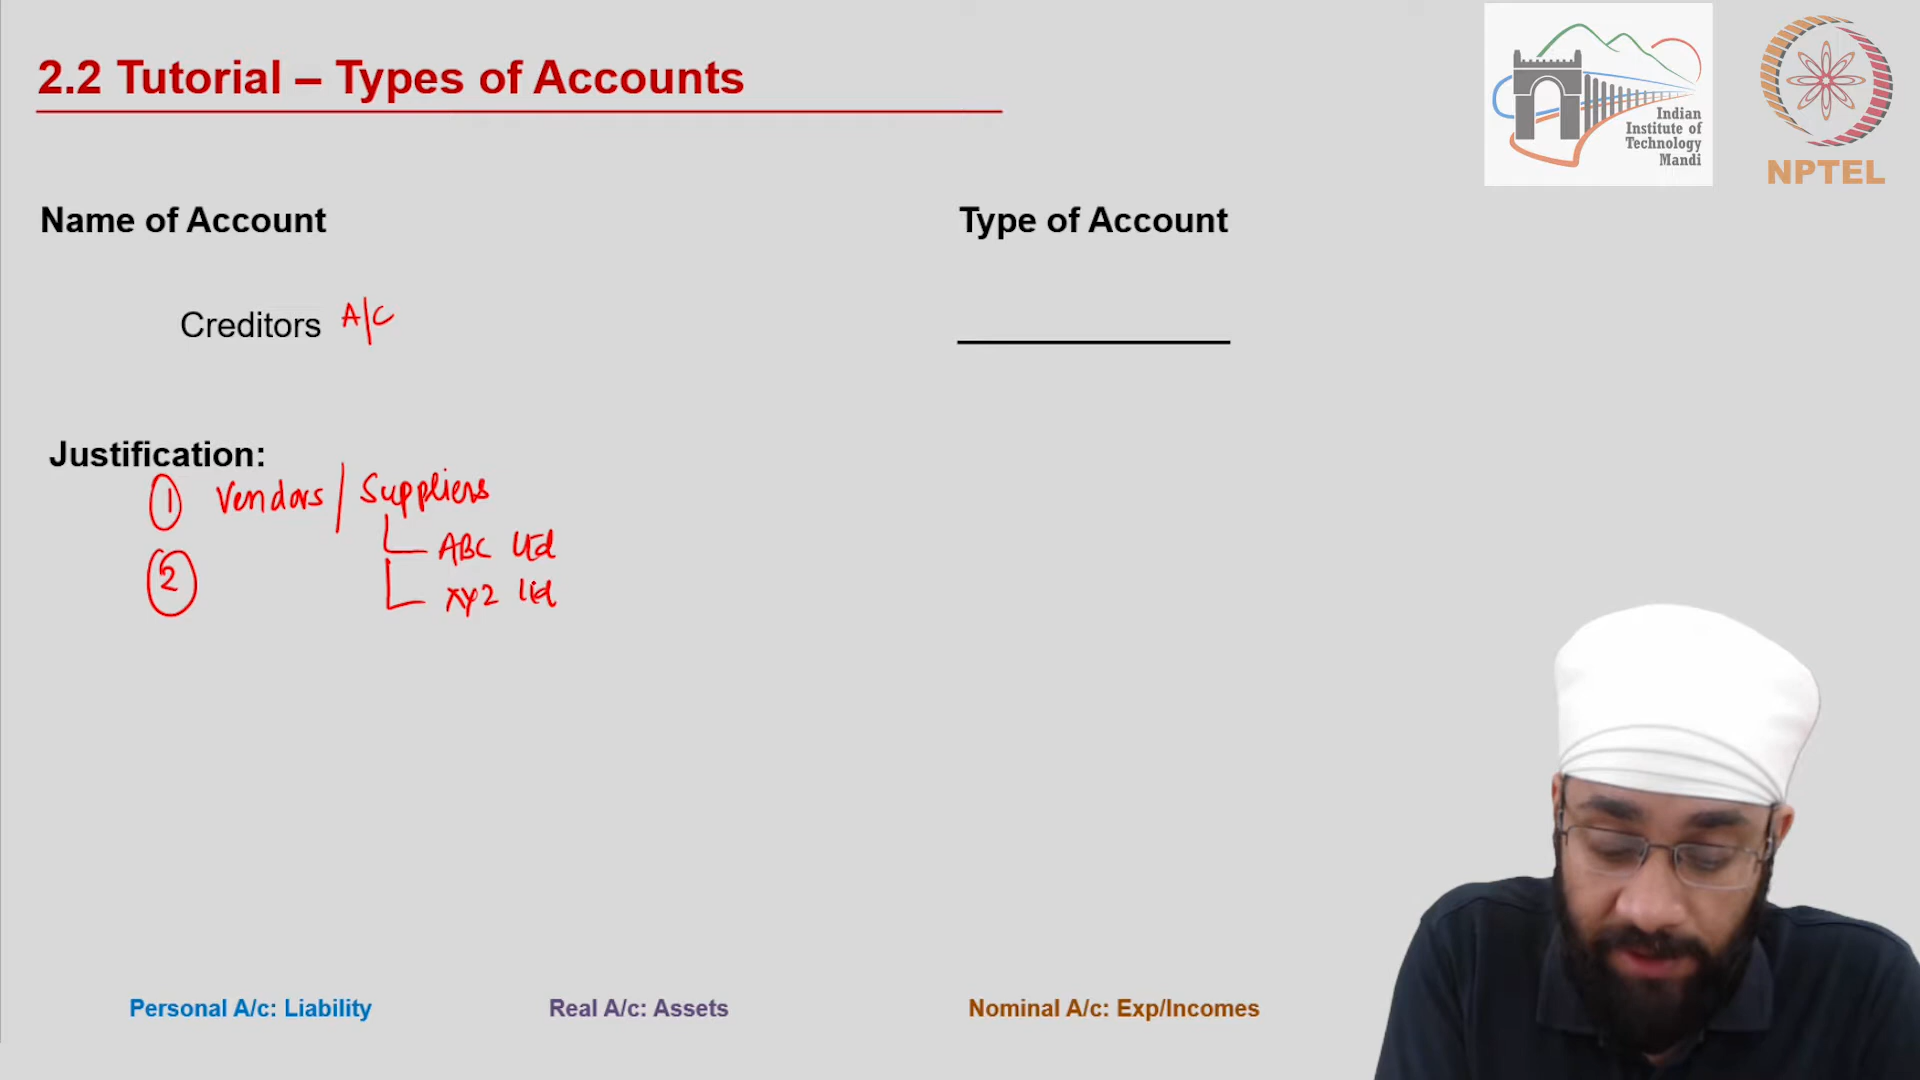 2.2 Tutorial – Types of Accounts
Indian
Institute of
Technology
Mandi
NPTEL
Name of Account
Type of Account
Creditors A/C
Justification:
① Vendors / Suppliers
ABC Ltd
② 
XYZ Ltd
Personal A/c: Liability
Real A/c: Assets
Nominal A/c: Exp/Incomes